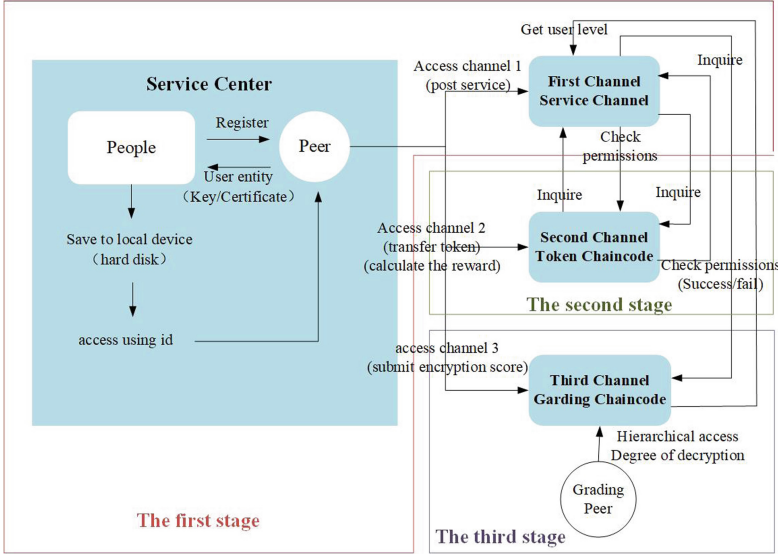 Service Center
People
Register
Peer
User entity
（Key/Certificate）
Save to local device
（hard disk）
access using id
The first stage
Get user level
Access channel 1
(post service)
First Channel
Service Channel
Inquire
Check
permissions
Inquire
Inquire
Access channel 2
(transfer token)
(calculate the reward)
Second Channel
Token Chaincode
Check permissions
(Success/fail)
The second stage
access channel 3
(submit encryption score)
Third Channel
Garding Chaincode
Hierarchical access
Degree of decryption
Grading
Peer
The third stage